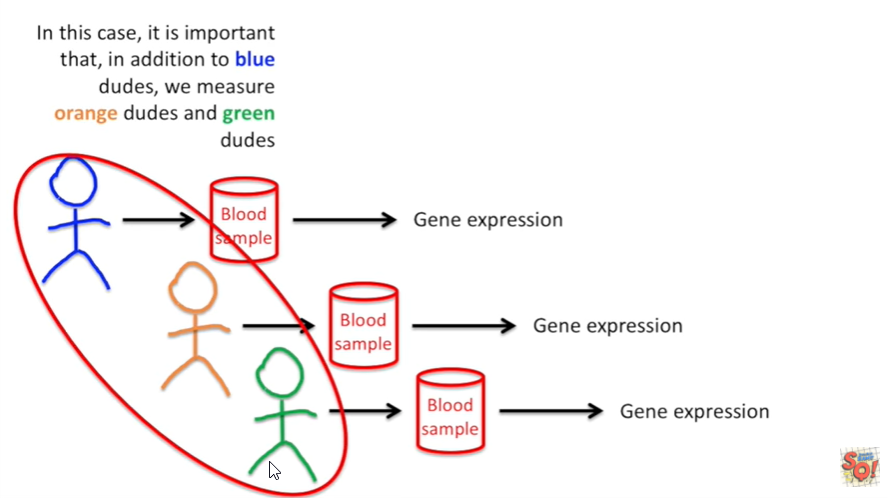 In this case, it is important
that, in addition to blue
dudes, we measure
orange dudes and green
dudes
Blood
sample
Gene expression
Blood
sample
Gene expression
Blood
sample
Gene expression
SQ!